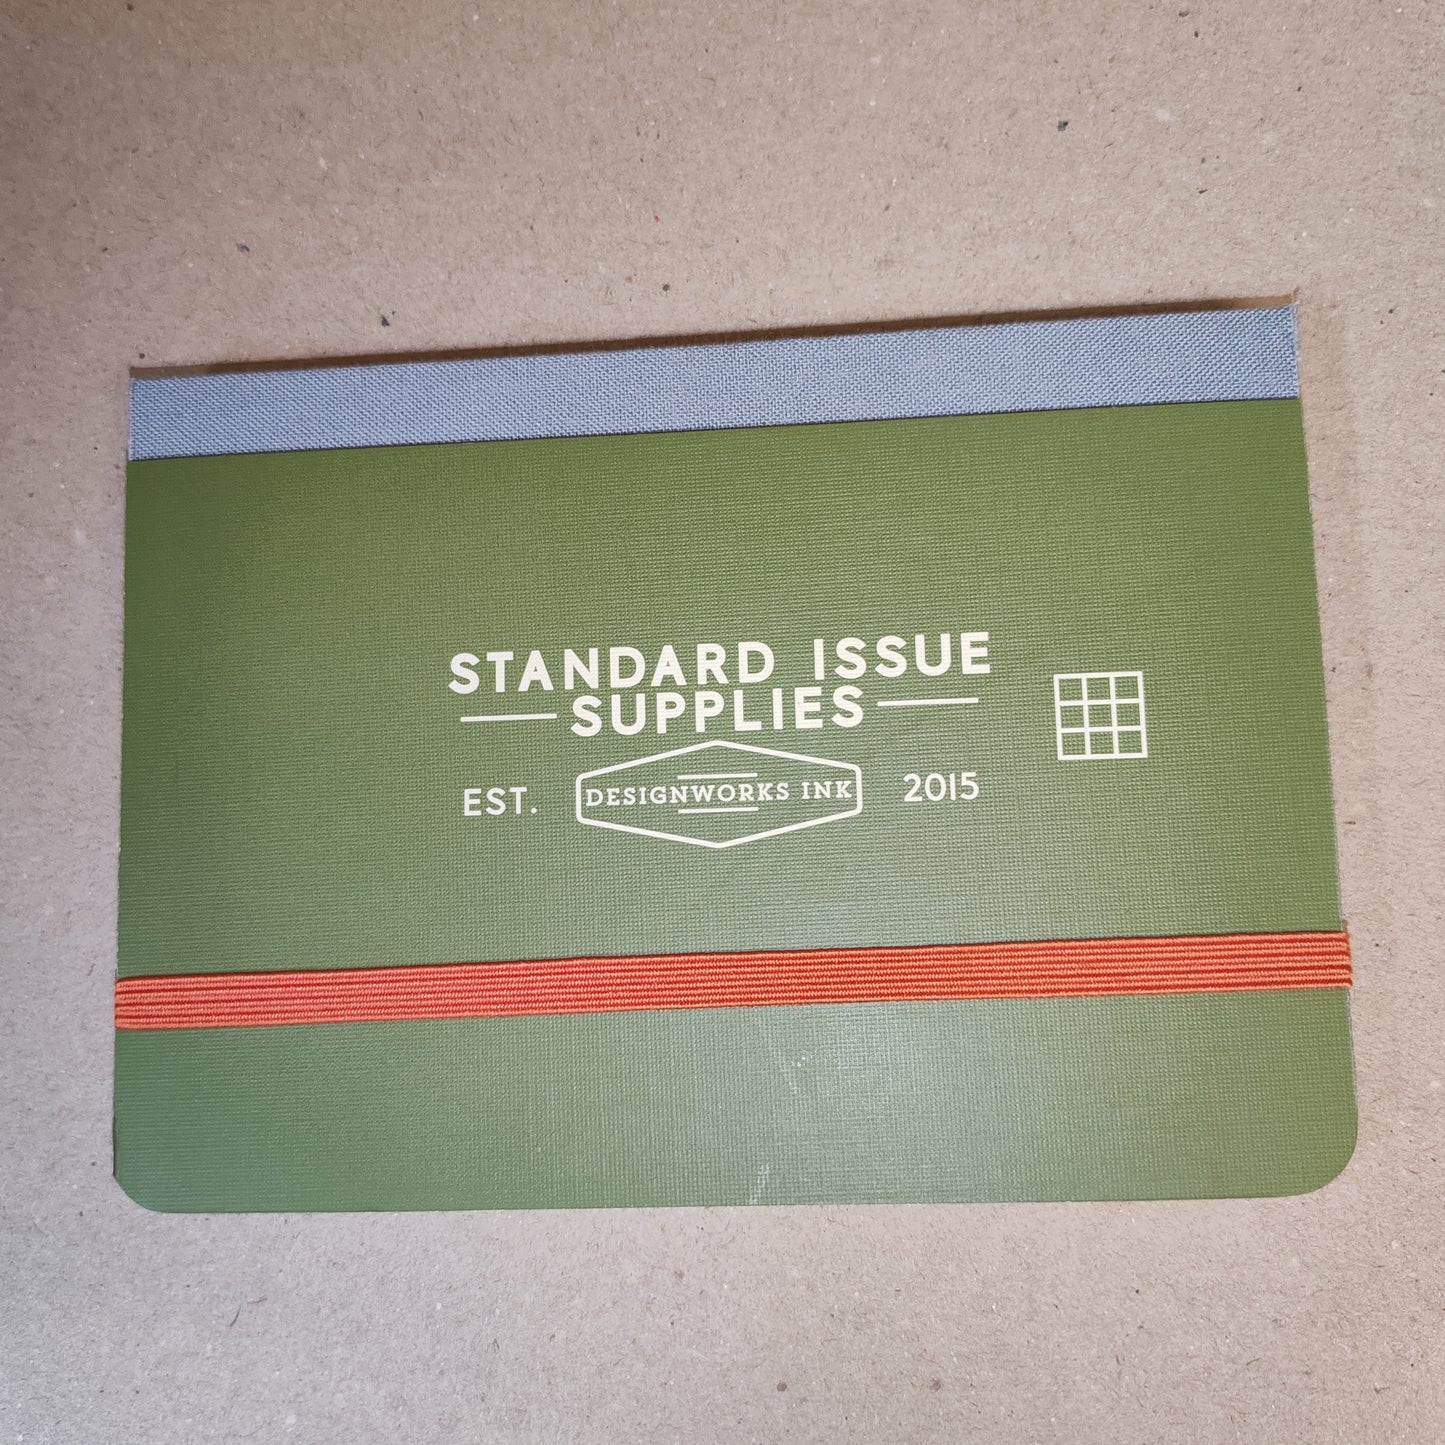 STANDARD ISSUE
SUPPLIES
EST. DESIGNWORKS INK 2015